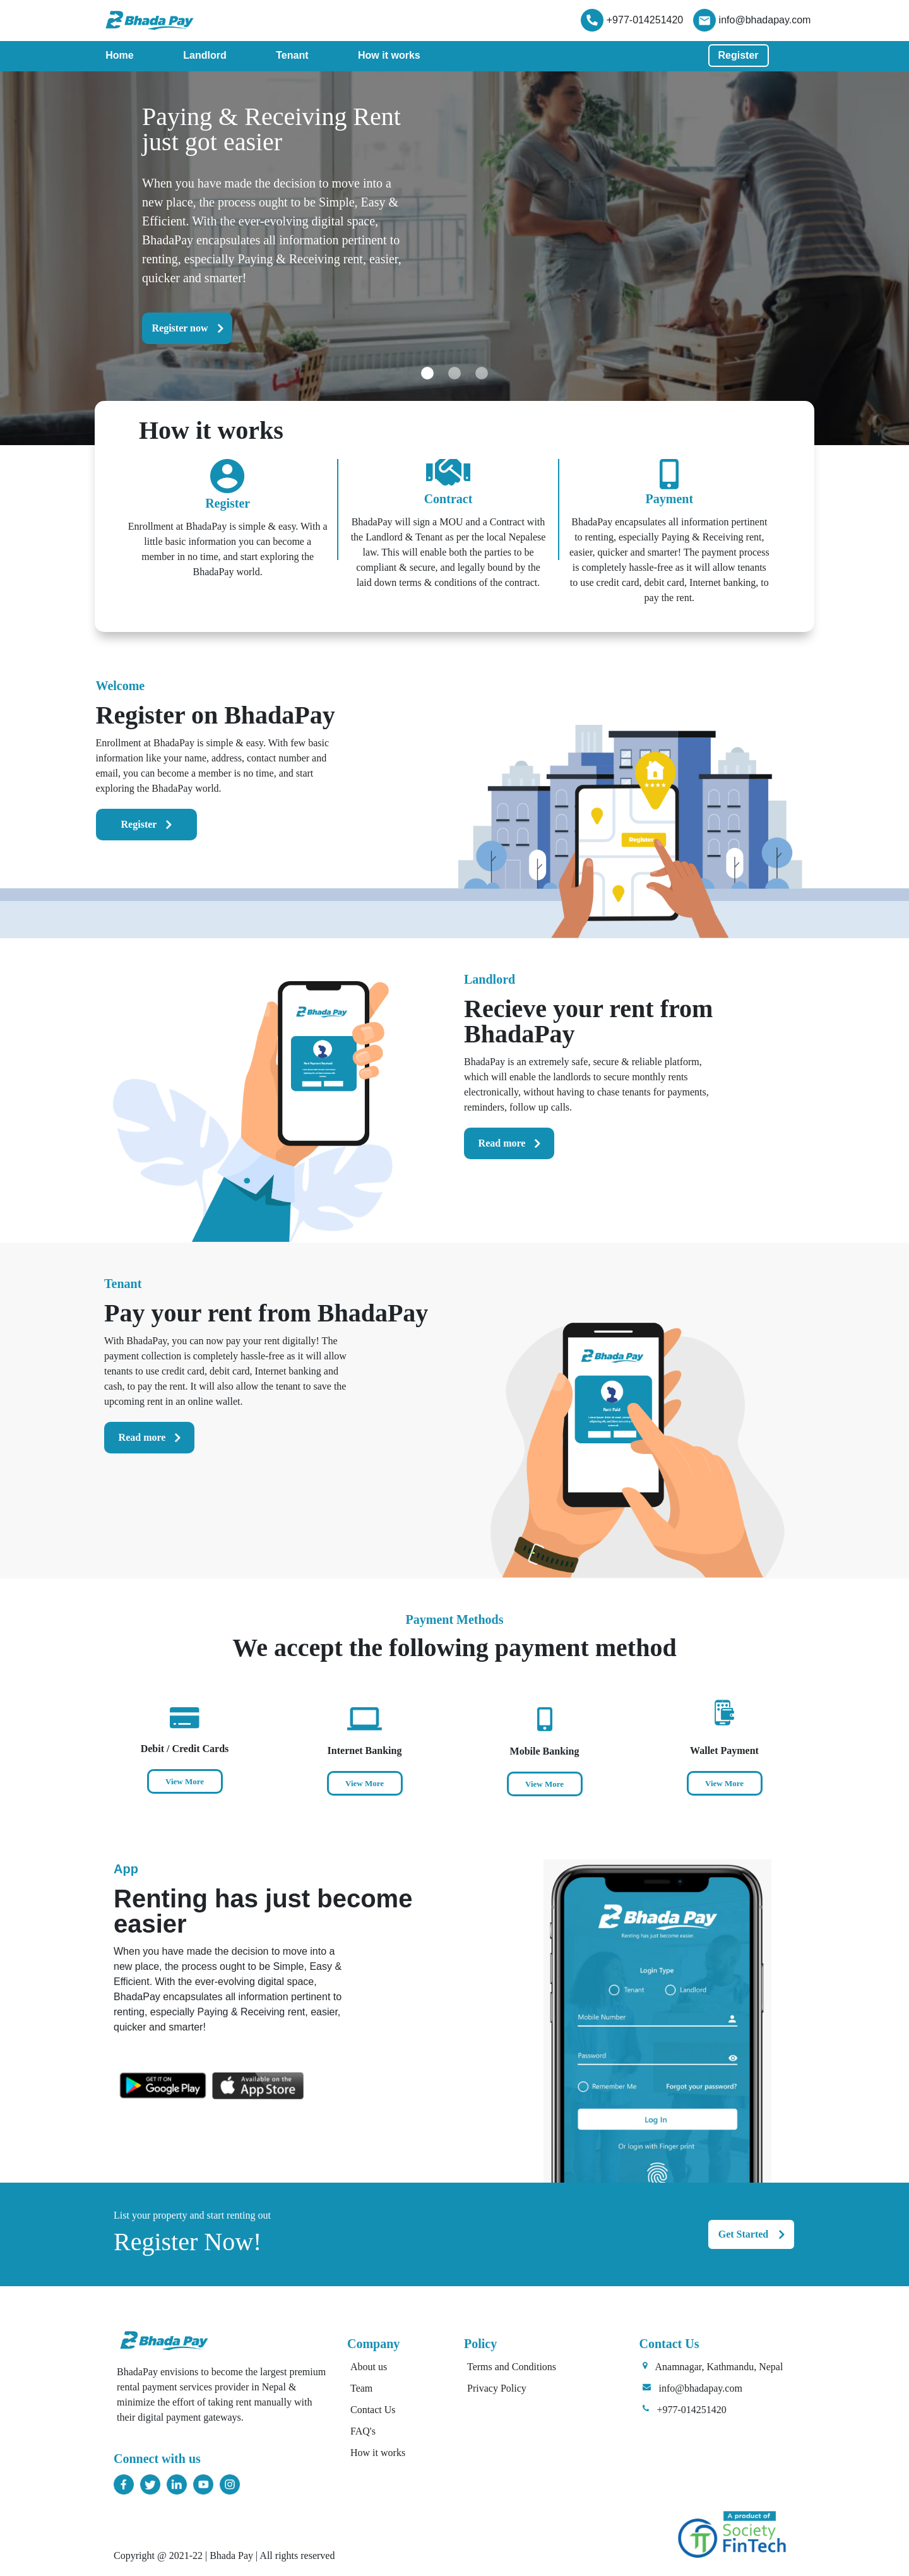 Bhada Pay
+977-014251420
info@bhadapay.com
Home
Landlord
Tenant
How it works
Register
Paying & Receiving Rent
just got easier
When you have made the decision to move into a
new place, the process ought to be Simple, Easy &
Efficient. With the ever-evolving digital space,
BhadaPay encapsulates all information pertinent to
renting, especially Paying & Receiving rent, easier,
quicker and smarter!
Register now
How it works
Register
Enrollment at BhadaPay is simple & easy. With a
little basic information you can become a
member in no time, and start exploring the
BhadaPay world.
Contract
BhadaPay will sign a MOU and a Contract with
the Landlord & Tenant as per the local Nepalese
law. This will enable both the parties to be
compliant & secure, and legally bound by the
laid down terms & conditions of the contract.
Payment
BhadaPay encapsulates all information pertinent
to renting, especially Paying & Receiving rent,
easier, quicker and smarter! The payment process
is completely hassle-free as it will allow tenants
to use credit card, debit card, Internet banking, to
pay the rent.
Welcome
Register on BhadaPay
Enrollment at BhadaPay is simple & easy. With few basic
information like your name, address, contact number and
email, you can become a member is no time, and start
exploring the BhadaPay world.
Register
Register
Bhada Pay
Landlord
Recieve your rent from
BhadaPay
BhadaPay is an extremely safe, secure & reliable platform,
which will enable the landlords to secure monthly rents
electronically, without having to chase tenants for payments,
reminders, follow up calls.
Read more
Tenant
Pay your rent from BhadaPay
With BhadaPay, you can now pay your rent digitally! The
payment collection is completely hassle-free as it will allow
tenants to use credit card, debit card, Internet banking and
cash, to pay the rent. It will also allow the tenant to save the
upcoming rent in an online wallet.
Read more
Bhada Pay
Rent Paid
Payment Methods
We accept the following payment method
Debit / Credit Cards
View More
Internet Banking
View More
Mobile Banking
View More
Wallet Payment
View More
App
Renting has just become
easier
When you have made the decision to move into a
new place, the process ought to be Simple, Easy &
Efficient. With the ever-evolving digital space,
BhadaPay encapsulates all information pertinent to
renting, especially Paying & Receiving rent, easier,
quicker and smarter!
GET IT ON
Google Play
Available on the
App Store
Bhada Pay
Renting has just become easier
Login Type
Tenant
Landlord
Mobile Number
Password
Remember Me
Forgot your password?
Log In
Or login with Finger print
List your property and start renting out
Register Now!
Get Started
Bhada Pay
BhadaPay envisions to become the largest premium
rental payment services provider in Nepal &
minimize the effort of taking rent manually with
their digital payment gateways.
Connect with us
Company
About us
Team
Contact Us
FAQ's
How it works
Policy
Terms and Conditions
Privacy Policy
Contact Us
Anamnagar, Kathmandu, Nepal
info@bhadapay.com
+977-014251420
A product of
Society
FinTech
Copyright @ 2021-22 | Bhada Pay | All rights reserved